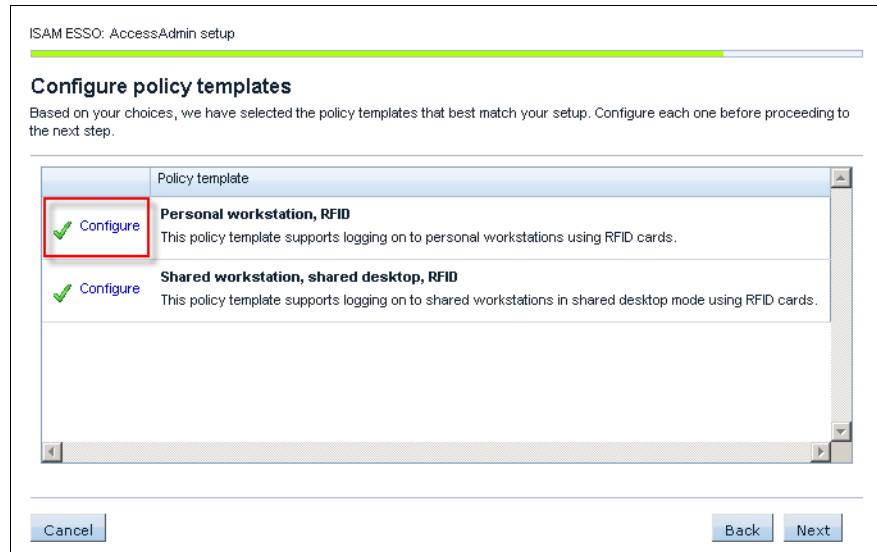 ISAM ESSO: AccessAdmin setup
Configure policy templates
Based on your choices, we have selected the policy templates that best match your setup. Configure each one before proceeding to
the next step.
Policy template
Configure
Personal workstation, RFID
This policy template supports logging on to personal workstations using RFID cards.
Configure
Shared workstation, shared desktop, RFID
This policy template supports logging on to shared workstations in shared desktop mode using RFID cards.
Cancel
Back
Next